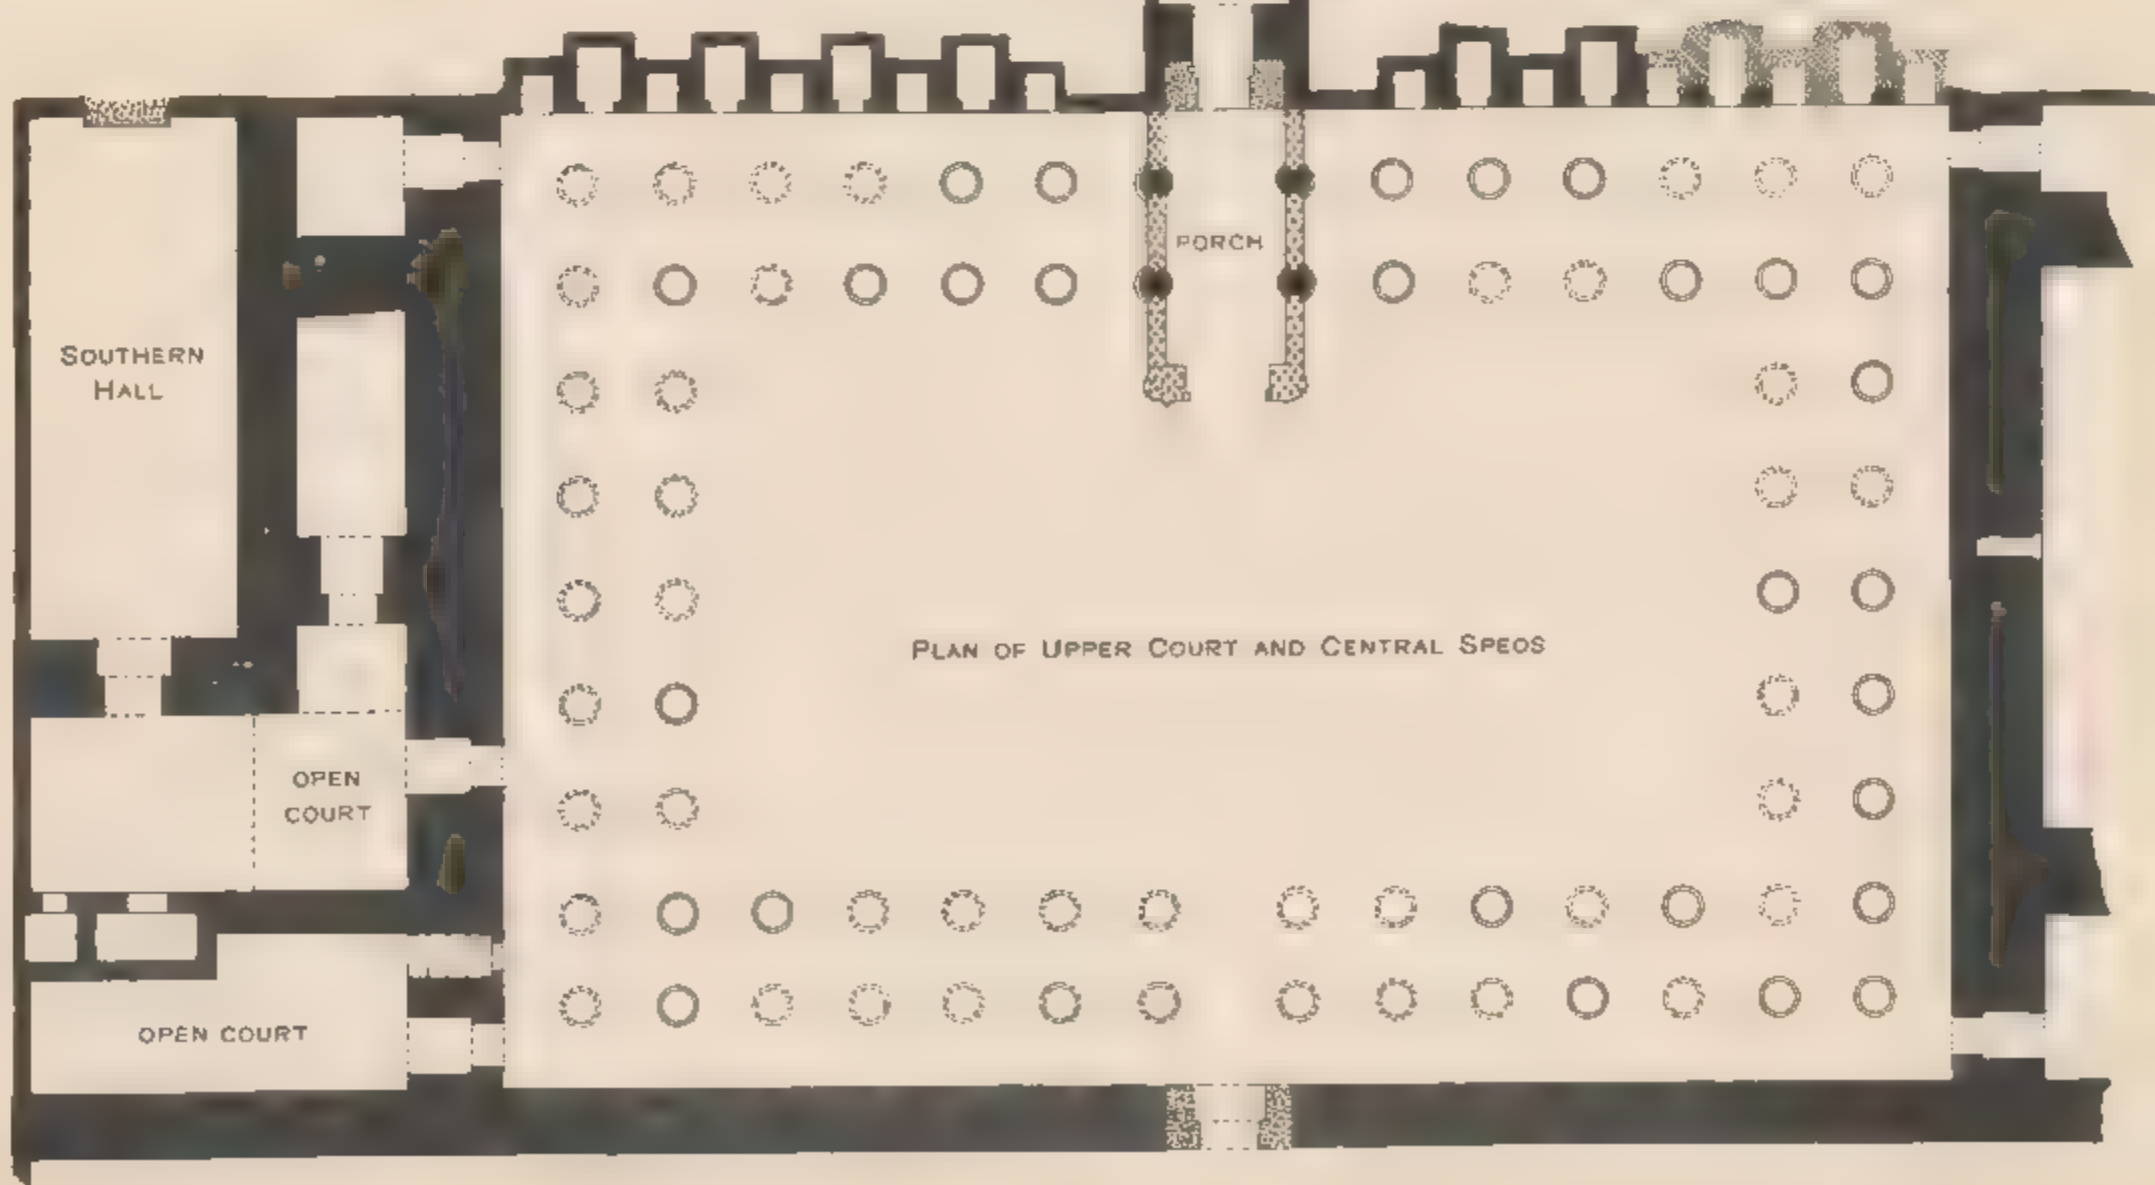 PORCH
SOUTHERN
HALL
PLAN OF UPPER COURT AND CENTRAL SPEOS
OPEN
COURT
OPEN COURT